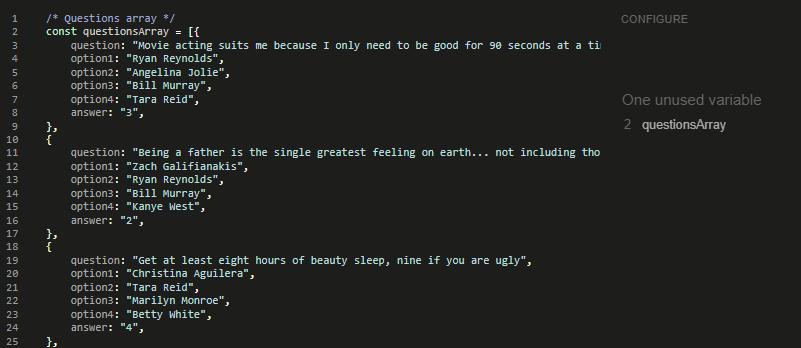 1 /* Questions array */
2 const questionsArray = [{
3 question: "Movie acting suits me because I only need to be good for 90 seconds at a
4 option1: "Ryan Reynolds",
5 option2: "Angelina Jolie",
6 option3: "Bill Murray",
7 option4: "Tara Reid",
8 answer: "3",
9 },
10 {
11 question: "Being a father is the single greatest feeling on earth... not including
12 option1: "Zach Galifianakis",
13 option2: "Ryan Reynolds",
14 option3: "Bill Murray",
15 option4: "Kanye West",
16 answer: "2",
17 },
18 {
19 question: "Get at least eight hours of beauty sleep, nine if you are ugly",
20 option1: "Christina Aguilera",
21 option2: "Tara Reid",
22 option3: "Marilyn Monroe",
23 option4: "Betty White",
24 answer: "4",
25 },
CONFIGURE
One unused variable
2 questionsArray